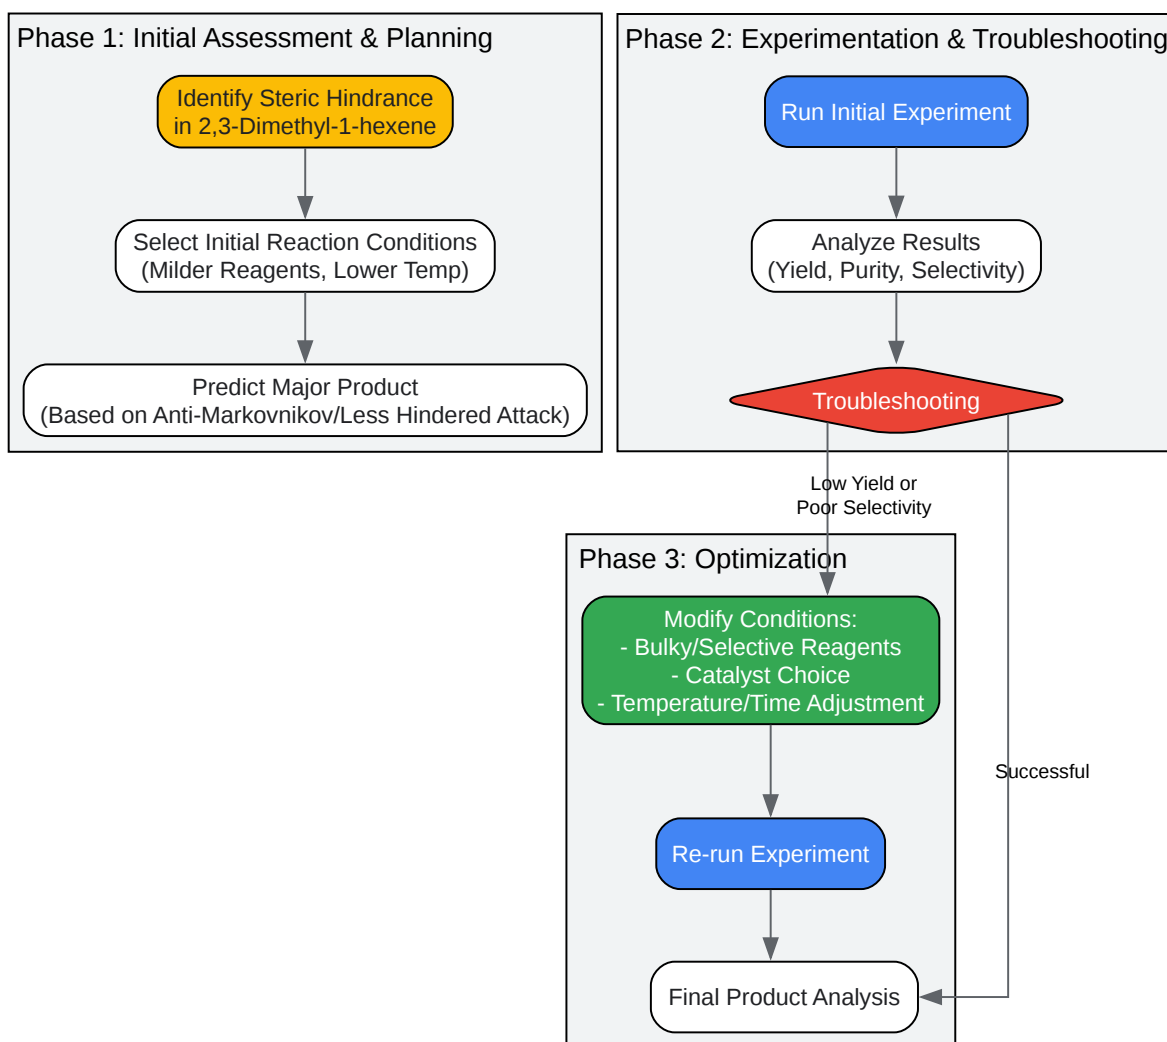 Phase 1: Initial Assessment & Planning
Identify Steric Hindrance
in 2,3-Dimethyl-1-hexene
Select Initial Reaction Conditions
(Milder Reagents, Lower Temp)
Predict Major Product
(Based on Anti-Markovnikov/Less Hindered Attack)
Phase 2: Experimentation & Troubleshooting
Run Initial Experiment
Analyze Results
(Yield, Purity, Selectivity)
Troubleshooting
Low Yield or
Poor Selectivity
Phase 3: Optimization
Modify Conditions:
- Bulky/Selective Reagents
- Catalyst Choice
- Temperature/Time Adjustment
Successful
Re-run Experiment
Final Product Analysis